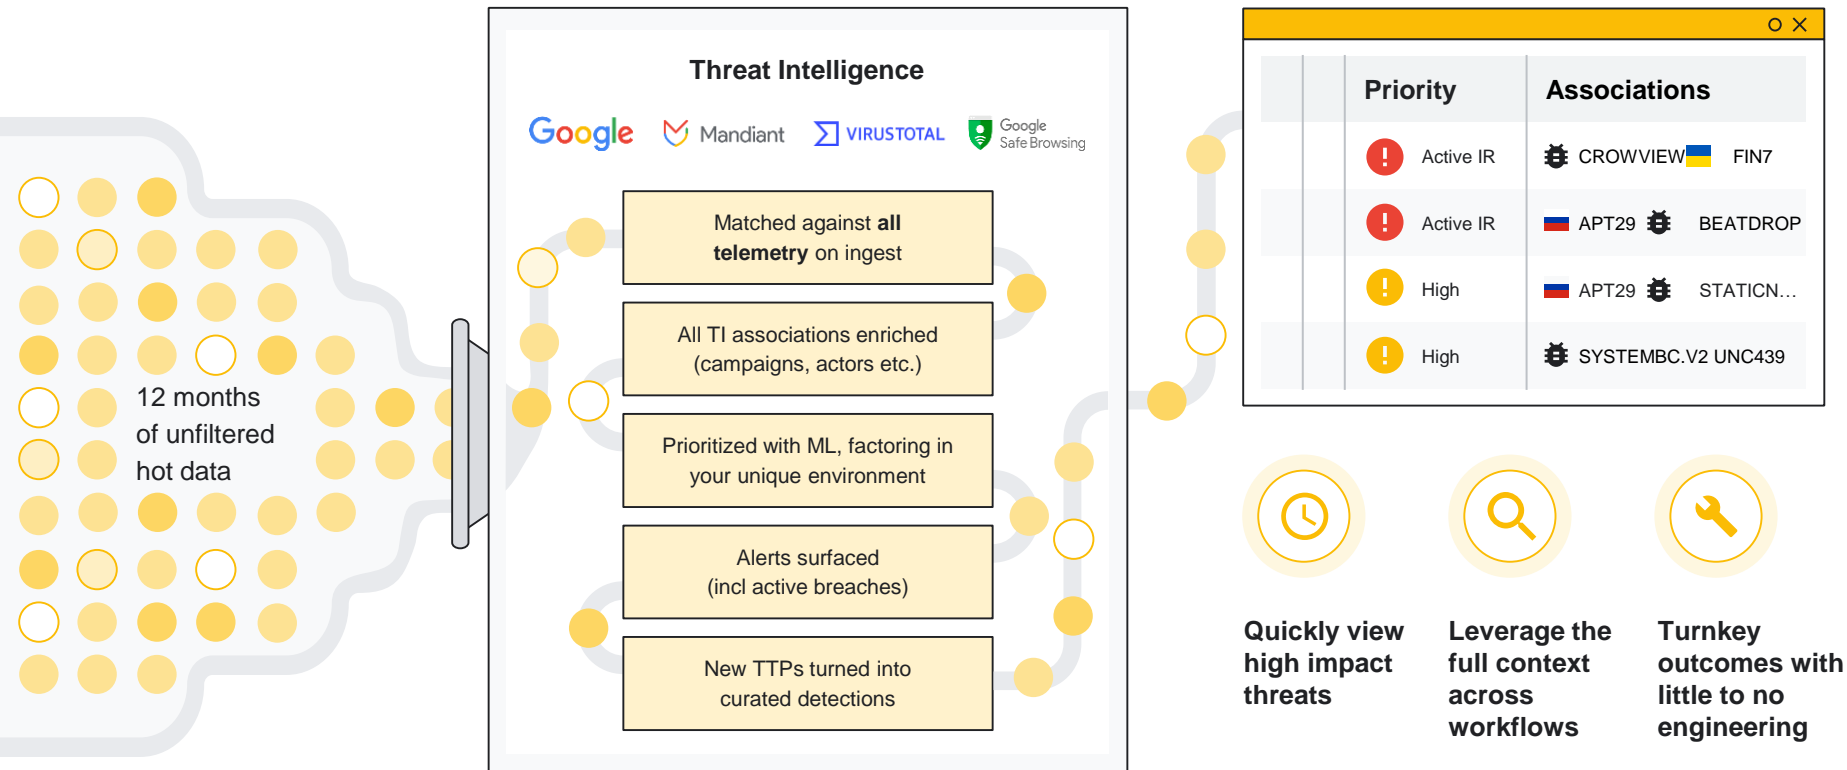 12 months
of unfiltered
hot data
Threat Intelligence
Google
Mandiant
VIRUSTOTAL
Google
Safe Browsing
Matched against all
telemetry on ingest
All TI associations enriched
(campaigns, actors etc.)
Prioritized with ML, factoring in
your unique environment
Alerts surfaced
(incl active breaches)
New TTPs turned into
curated detections
Priority Associations
Active IR CROWVIEW FIN7
Active IR APT29 BEATDROP
High APT29 STATICN...
High SYSTEMBC.V2 UNC439
Quickly view
high impact
threats
Leverage the
full context
across
workflows
Turnkey
outcomes with
little to no
engineering